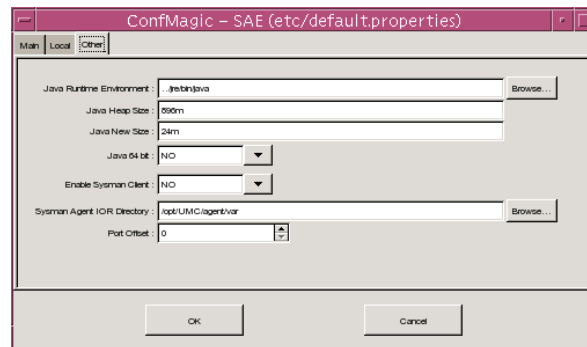 ConfMagic – SAE (etc/default.properties)
Main Local Other
Java Runtime Environment : ../jre/bin/java Browse...
Java Heap Size : 896m
Java New Size : 24m
Java 64 bit : NO
Enable Sysman Client : NO
Sysman Agent IOR Directory : /opt/UMC/agent/var Browse...
Port Offset : 0
OK Cancel